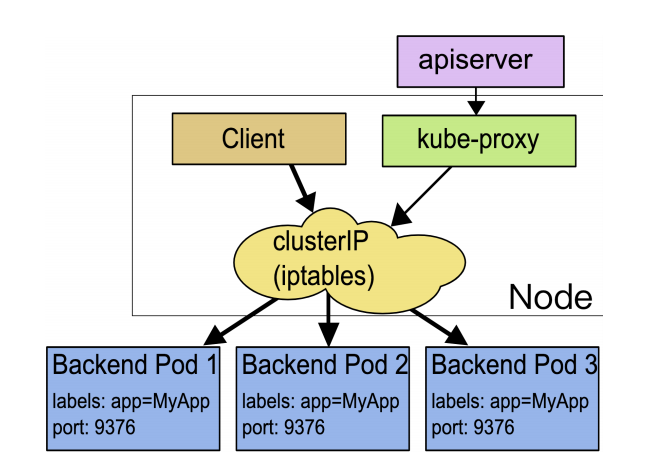 apiserver
Client
kube-proxy
clusterIP
(iptables)
Node
Backend Pod 1
labels: app=MyApp
port: 9376
Backend Pod 2
labels: app=MyApp
port: 9376
Backend Pod 3
labels: app=MyApp
port: 9376